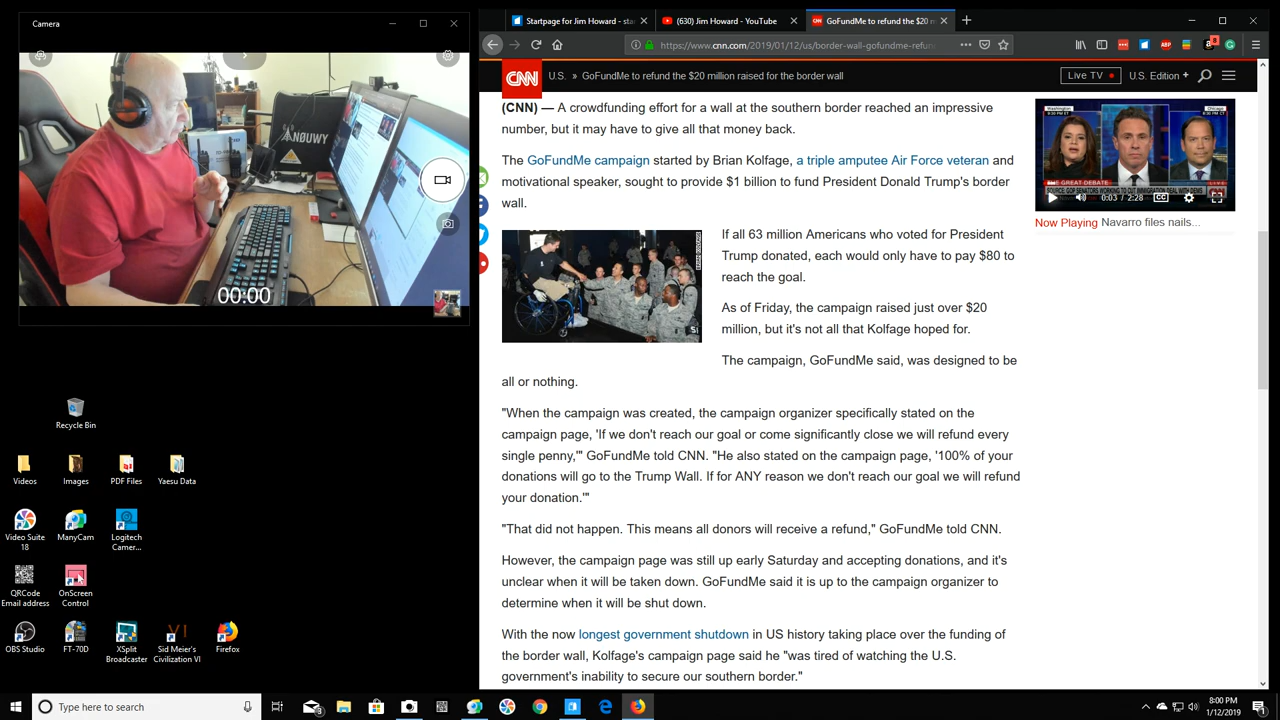 Camera
ANØUWY
00:00
Recycle Bin
Videos
Images
PDF Files
Yaesu Data
Video Suite
18
ManyCam
Logitech
Camer...
QRCode
Email address
OnScreen
Control
OBS Studio
FT-70D
XSplit
Broadcaster
Sid Meier's
Civilization VI
Firefox
Startpage for Jim Howard - sta
(630) Jim Howard - YouTube
GoFundMe to refund the $20 m
https://www.cnn.com/2019/01/12/us/border-wall-gofundme-refun
ABP
CNN
U.S. » GoFundMe to refund the $20 million raised for the border wall
Live TV
U.S. Edition +
(CNN) — A crowdfunding effort for a wall at the southern border reached an impressive
number, but it may have to give all that money back.
The GoFundMe campaign started by Brian Kolfage, a triple amputee Air Force veteran and
motivational speaker, sought to provide $1 billion to fund President Donald Trump's border
wall.
If all 63 million Americans who voted for President
Trump donated, each would only have to pay $80 to
reach the goal.
As of Friday, the campaign raised just over $20
million, but it's not all that Kolfage hoped for.
The campaign, GoFundMe said, was designed to be
all or nothing.
"When the campaign was created, the campaign organizer specifically stated on the
campaign page, 'If we don't reach our goal or come significantly close we will refund every
single penny,'" GoFundMe told CNN. "He also stated on the campaign page, '100% of your
donations will go to the Trump Wall. If for ANY reason we don't reach our goal we will refund
your donation.'"
"That did not happen. This means all donors will receive a refund," GoFundMe told CNN.
However, the campaign page was still up early Saturday and accepting donations, and it's
unclear when it will be taken down. GoFundMe said it is up to the campaign organizer to
determine when it will be shut down.
With the now longest government shutdown in US history taking place over the funding of
the border wall, Kolfage's campaign page said he "was tired of watching the U.S.
government's inability to secure our southern border."
Washington
Chicago
GREAT DEBATE
LIVE
0:03 / 2:28
Now Playing Navarro files nails...
Type here to search
8:00 PM
1/12/2019